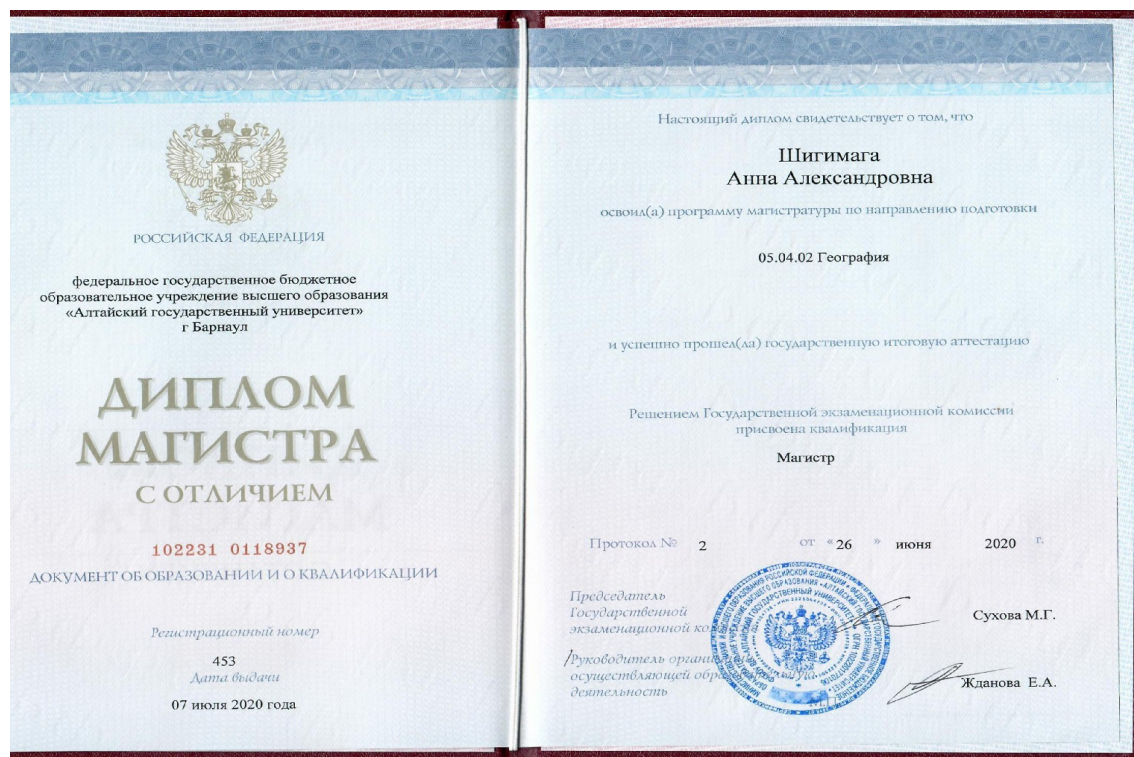 РОССИЙСКАЯ ФЕДЕРАЦИЯ
федеральное государственное бюджетное
образовательное учреждение высшего образования
«Алтайский государственный университет»
г Барнаул
ДИПЛОМ
МАГИСТРА
С ОТЛИЧИЕМ
102231 0118937
ДОКУМЕНТ ОБ ОБРАЗОВАНИИ И О КВАЛИФИКАЦИИ
Регистрационный номер
453
Дата выдачи
07 июля 2020 года
Настоящий диплом свидетельствует о том, что
Шигимага
Анна Александровна
освоил(а) программу магистратуры по направлению подготовки
05.04.02 География
и успешно прошел(ла) государственную итоговую аттестацию
Решением Государственной экзаменационной комиссии
присвоена квалификация
Магистр
Протокол № 2 от « 26 » июня 2020 г.
Председатель
Государственной
экзаменационной
Сухова М.Г.
Руководитель
осуществляющей
деятельность
Жданова Е.А.